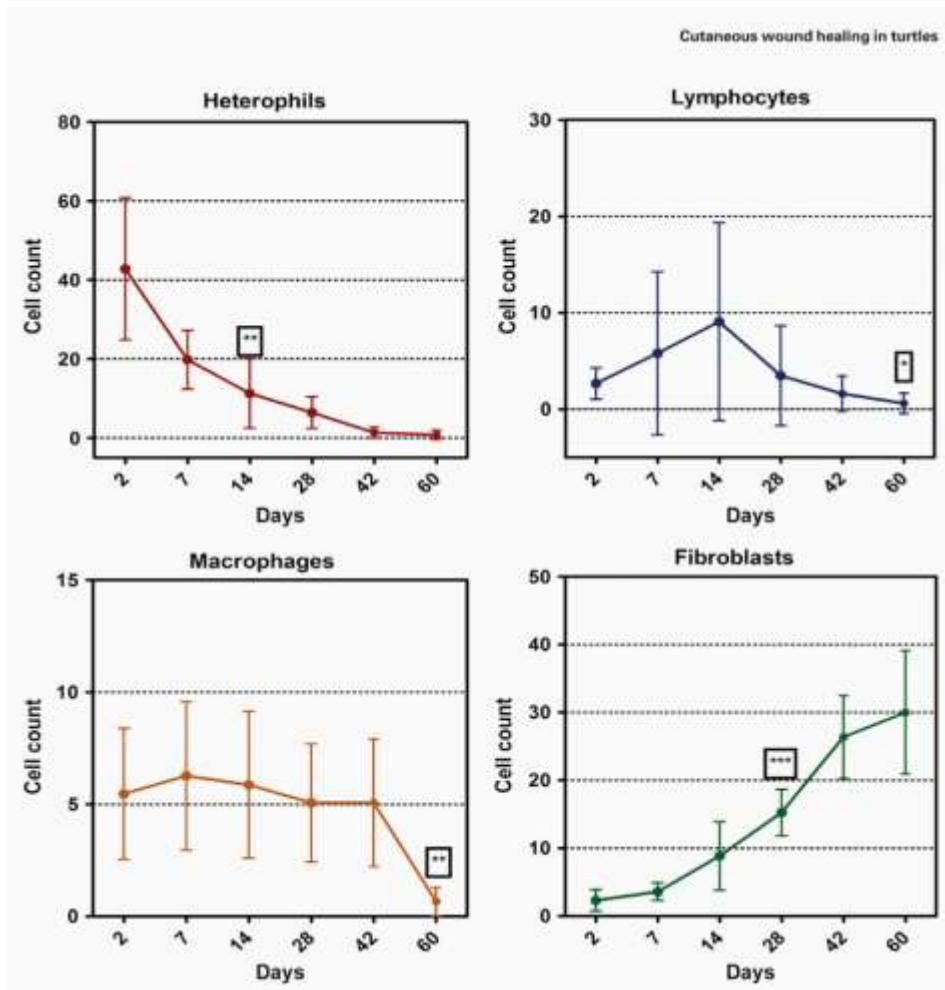 Cutaneous wound healing in turtles
Heterophils
80
60
40
20
0
Cell count
**
2 7 14 28 42 60
Days
Lymphocytes
30
20
10
0
Cell count
*
2 7 14 28 42 60
Days
Macrophages
15
10
5
0
Cell count
**
2 7 14 28 42 60
Days
Fibroblasts
50
40
30
20
10
0
Cell count
***
2 7 14 28 42 60
Days